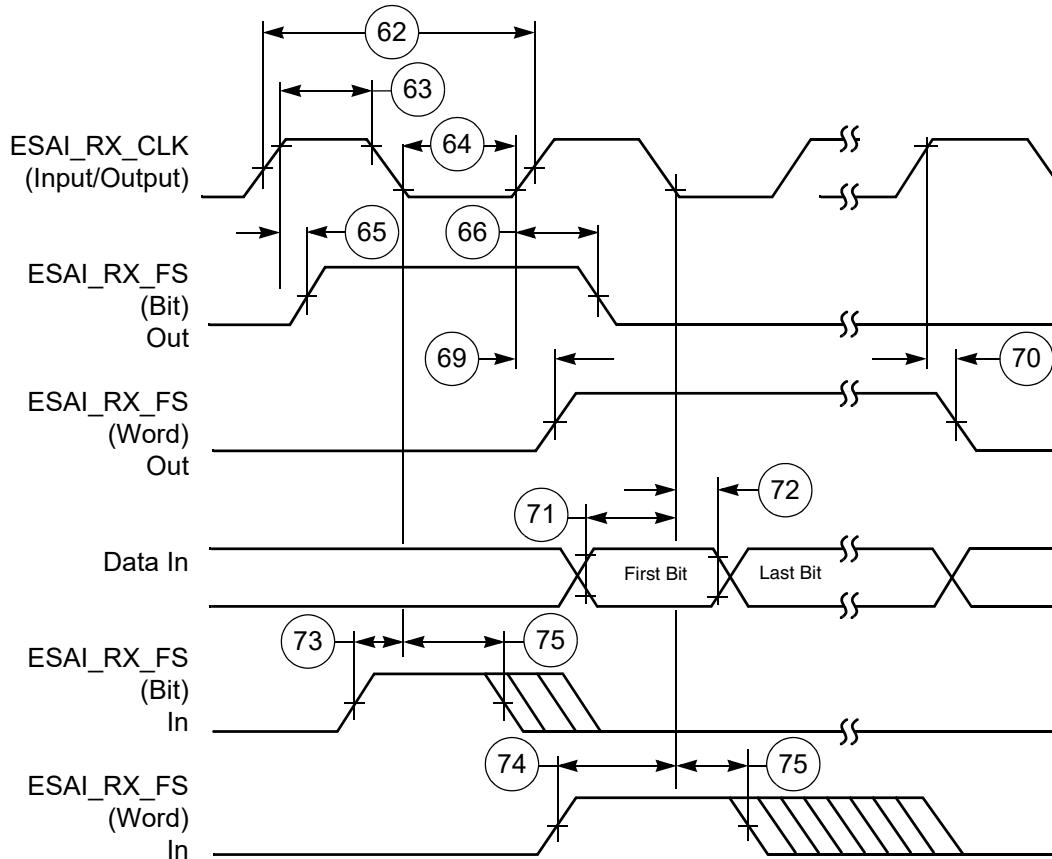 62
63
ESAI_RX_CLK
(Input/Output)
64
65
66
ESAI_RX_FS
(Bit)
Out
69
70
ESAI_RX_FS
(Word)
Out
71
72
Data In
First Bit
Last Bit
73
75
ESAI_RX_FS
(Bit)
In
74
75
ESAI_RX_FS
(Word)
In